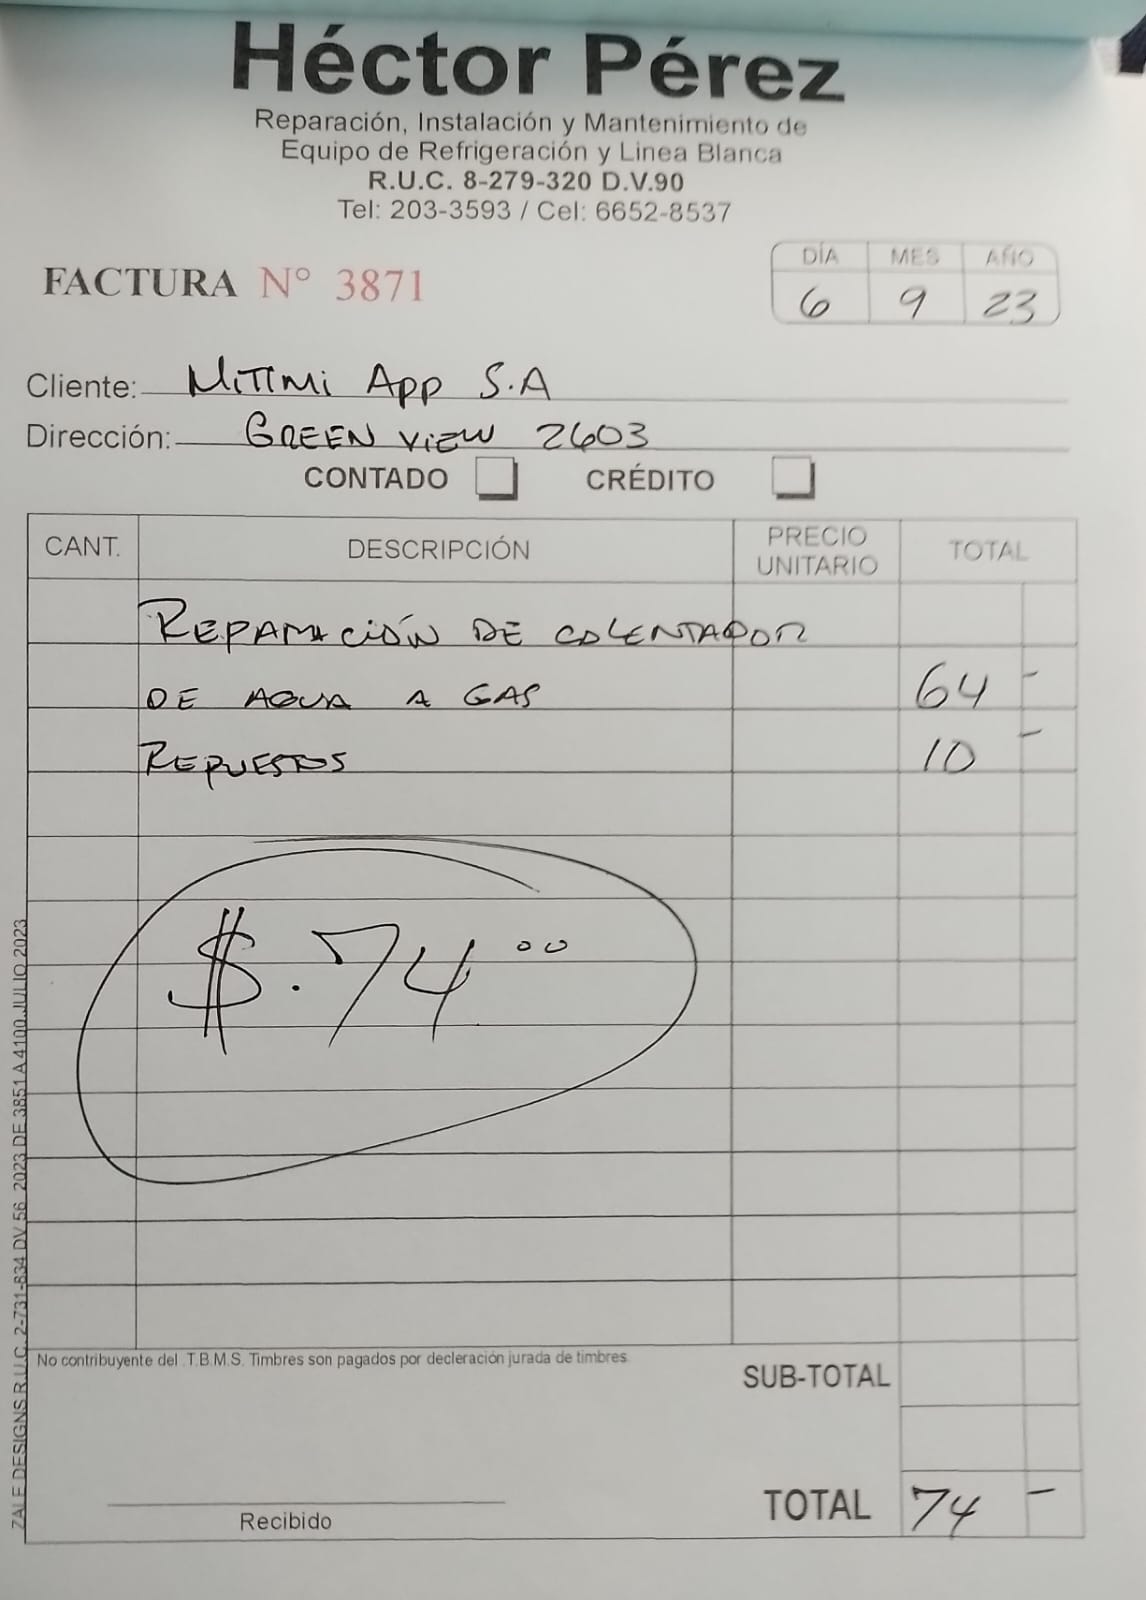 Héctor Pérez
Reparación, Instalación y Mantenimiento de
Equipo de Refrigeración y Linea Blanca
R.U.C. 8-279-320 D.V.90
Tel: 203-3593 / Cel: 6652-8537
FACTURA N° 3871
DÍA MES AÑO
6 9 23
Cliente: MiTiMi App S.A
Dirección: GREEN VIEW 2603
CONTADO CRÉDITO
CANT. DESCRIPCIÓN PRECIO UNITARIO TOTAL
REPARACIÓN DE COLENTADOR
DE AGUA A GAS 64 -
REPUESTOS 10 -
$.74 00
No contribuyente del .T.B.M.S. Timbres son pagados por decleración jurada de timbres
SUB-TOTAL
TOTAL 74 -
Recibido
ZALE DESIGNS R.U.C. 2-731-634 DV 56 2023 DE 3851 A 4100 JULIO 2023